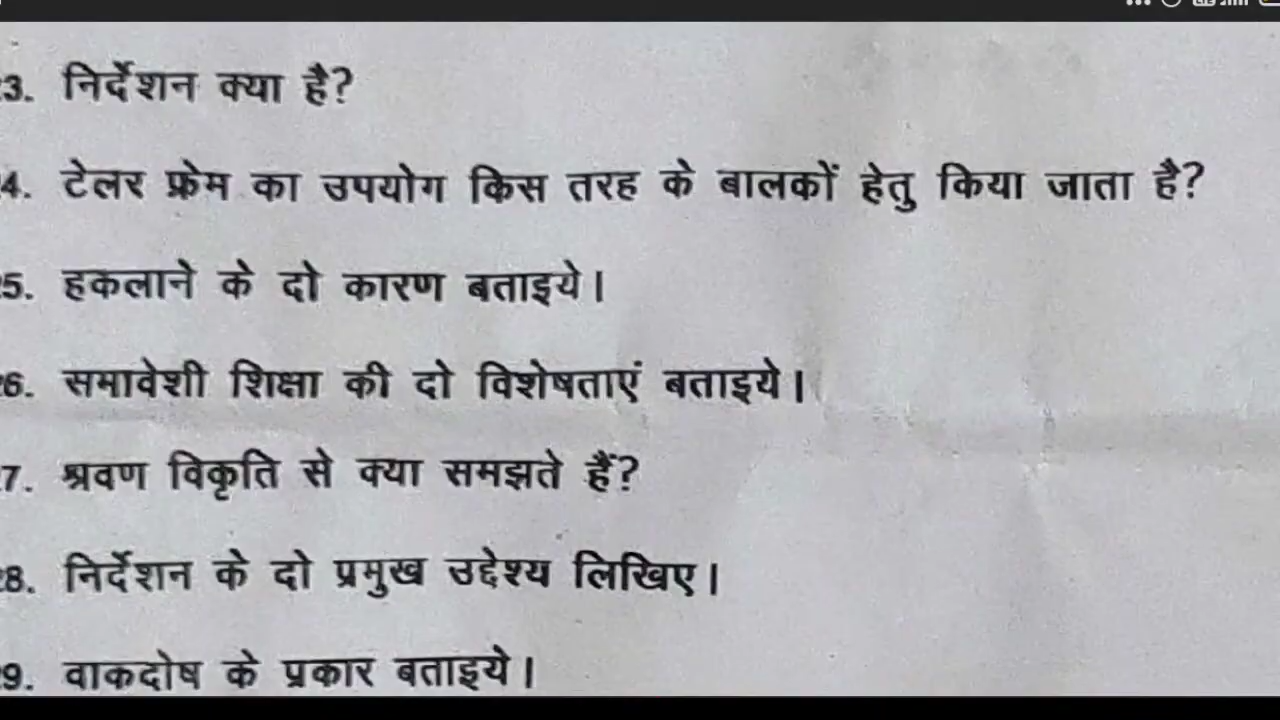 3. निर्देशन क्या है?
4. टेलर फ्रेम का उपयोग किस तरह के बालकों हेतु किया जाता है?
5. हकलाने के दो कारण बताइये।
6. समावेशी शिक्षा की दो विशेषताएं बताइये।
7. श्रवण विकृति से क्या समझते हैं?
8. निर्देशन के दो प्रमुख उद्देश्य लिखिए।
9. वाकदोष के प्रकार बताइये।